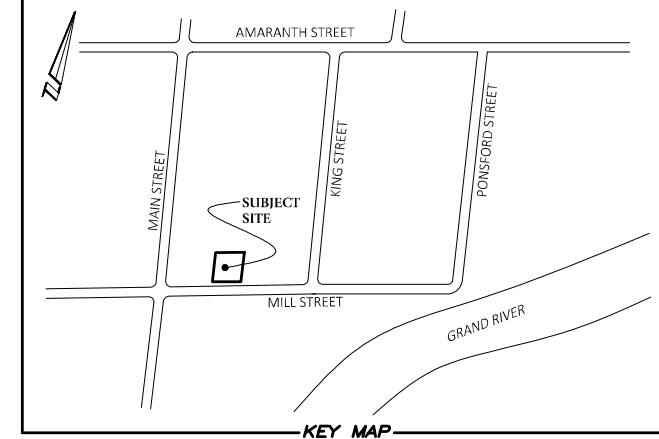 AMARANTH STREET
N
MAIN STREET
KING STREET
PONSFORD STREET
SUBJECT
SITE
MILL STREET
GRAND RIVER
KEY MAP